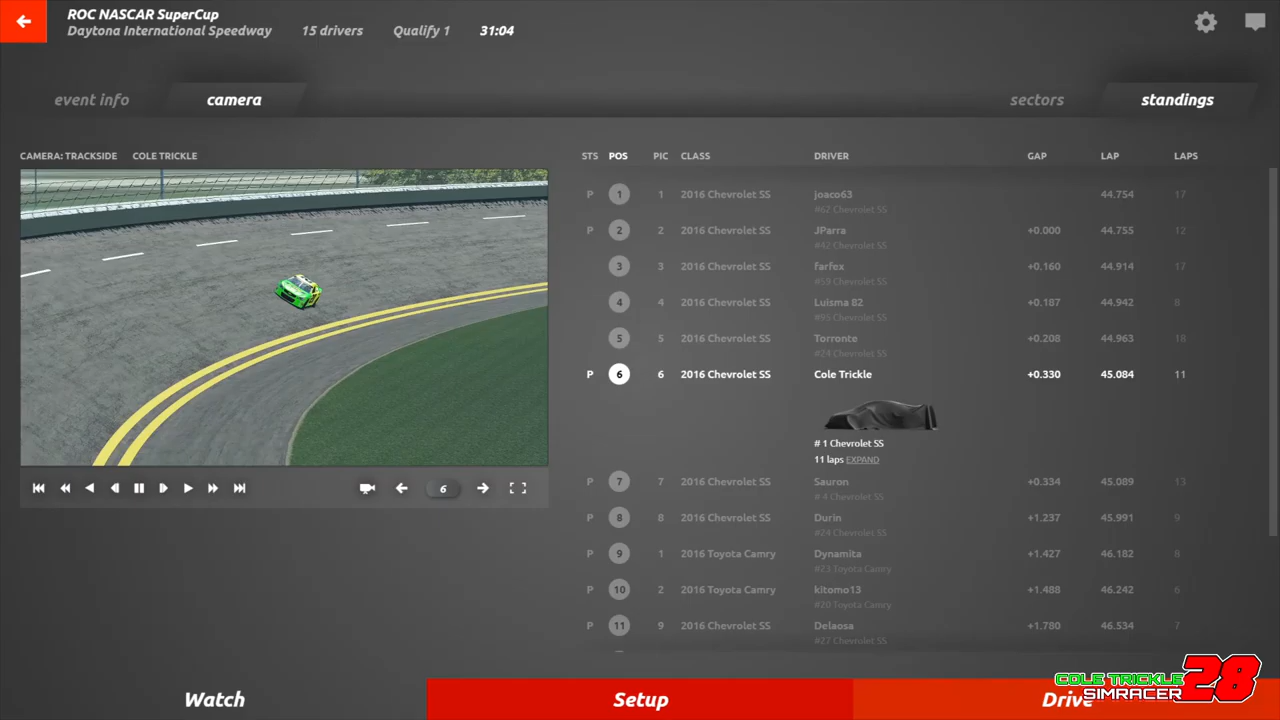 ROC NASCAR SuperCup
Daytona International Speedway 15 drivers Qualify 1 31:04
event info camera sectors standings
CAMERA: TRACKSIDE COLE TRICKLE
STS POS PIC CLASS DRIVER GAP LAP LAPS
P 1 1 2016 Chevrolet SS joaco63 44.754 17
#62 Chevrolet SS
P 2 2 2016 Chevrolet SS JParra +0.000 44.755 12
#42 Chevrolet SS
3 3 2016 Chevrolet SS farfex +0.160 44.914 17
#59 Chevrolet SS
4 4 2016 Chevrolet SS Luisma 82 +0.187 44.942 8
#95 Chevrolet SS
5 5 2016 Chevrolet SS Torronte +0.208 44.963 18
#24 Chevrolet SS
P 6 6 2016 Chevrolet SS Cole Trickle +0.330 45.084 11
# 1 Chevrolet SS
11 laps EXPAND
P 7 7 2016 Chevrolet SS Sauron +0.334 45.089 13
# 4 Chevrolet SS
P 8 8 2016 Chevrolet SS Durin +1.237 45.991 9
#24 Chevrolet SS
P 9 1 2016 Toyota Camry Dynamita +1.427 46.182 8
#23 Toyota Camry
P 10 2 2016 Toyota Camry kitomo13 +1.488 46.242 6
#20 Toyota Camry
P 11 9 2016 Chevrolet SS Delaosa +1.780 46.534 7
#27 Chevrolet SS
6
Watch Setup Drive
COLE TRICKLE 28
SIMRACER